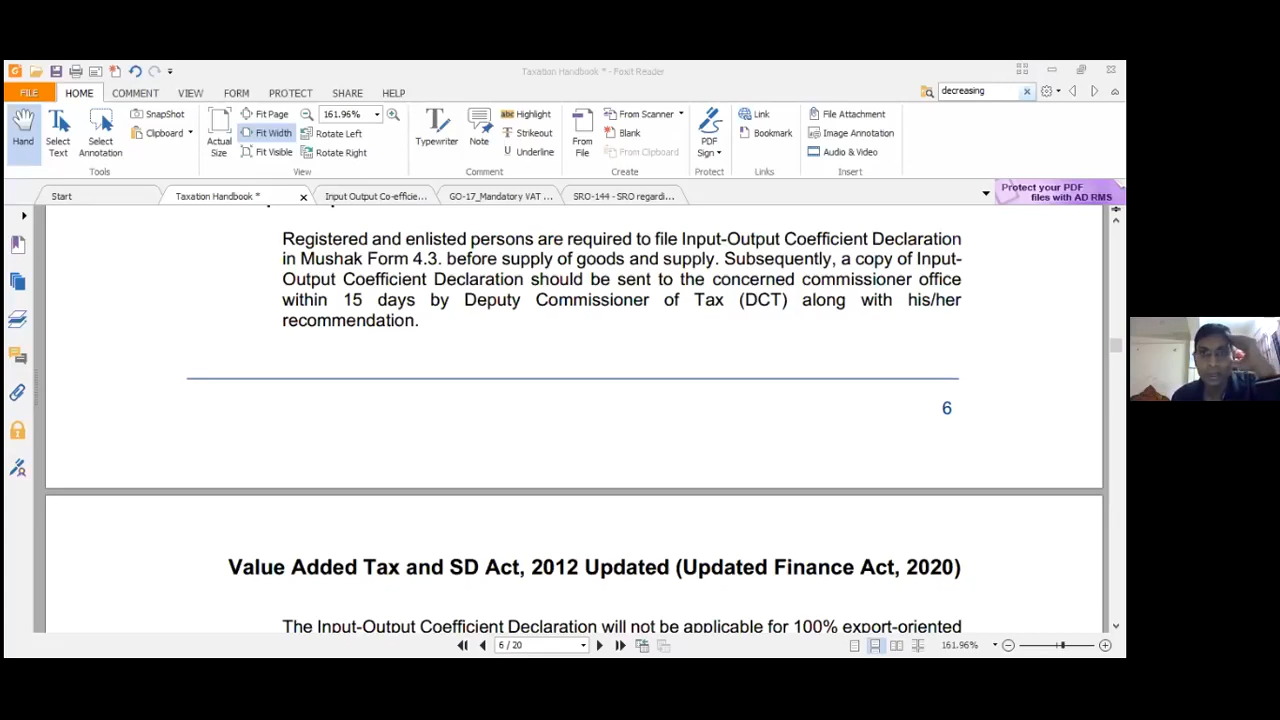 Taxation Handbook * - Foxit Reader
FILE HOME COMMENT VIEW FORM PROTECT SHARE HELP
decreasing
Hand
Select Text
Select Annotation
SnapShot
Clipboard
Tools
Actual Size
Fit Page
Fit Width
Fit Visible
161.96%
Rotate Left
Rotate Right
View
Typewriter
Note
Highlight
Strikeout
Underline
Comment
From File
From Scanner
Blank
From Clipboard
Create
PDF Sign
Protect
Link
Bookmark
Links
File Attachment
Image Annotation
Audio & Video
Insert
Start
Taxation Handbook *
Input Output Co-efficie...
GO-17_Mandatory VAT ...
SRO-144 - SRO regardi...
Protect your PDF
files with AD RMS
Registered and enlisted persons are required to file Input-Output Coefficient Declaration
in Mushak Form 4.3. before supply of goods and supply. Subsequently, a copy of Input-
Output Coefficient Declaration should be sent to the concerned commissioner office
within 15 days by Deputy Commissioner of Tax (DCT) along with his/her
recommendation.
6
Value Added Tax and SD Act, 2012 Updated (Updated Finance Act, 2020)
The Input-Output Coefficient Declaration will not be applicable for 100% export-oriented
6 / 20
161.96%